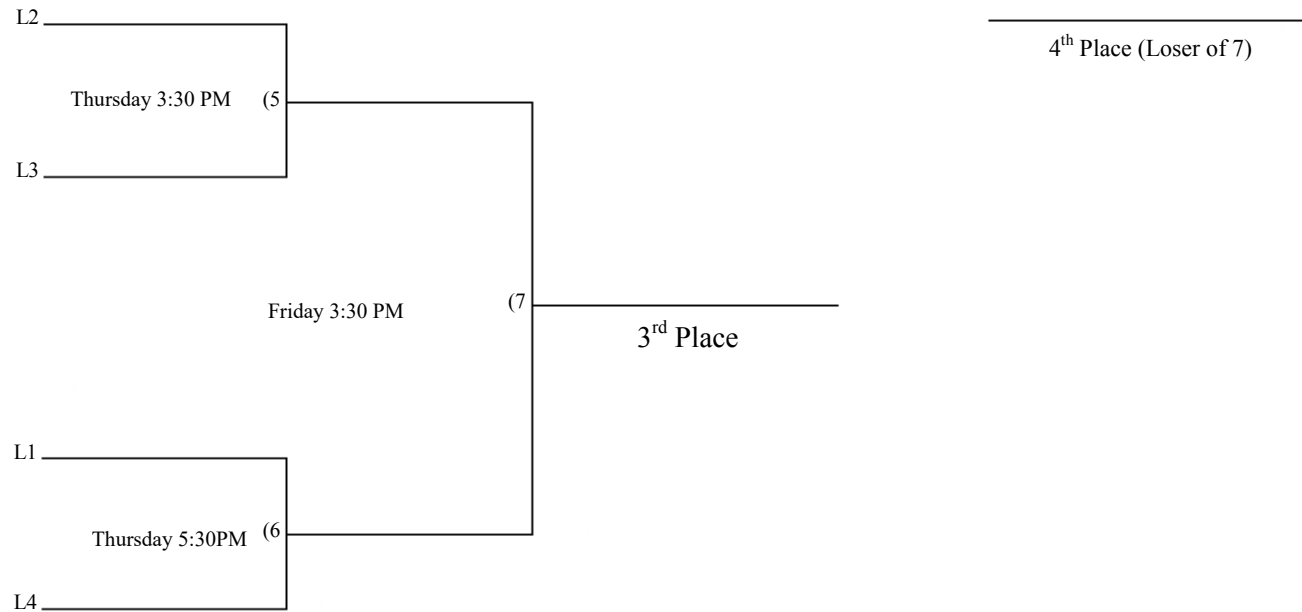 L2
4th Place (Loser of 7)
Thursday 3:30 PM (5
L3
Friday 3:30 PM (7
3rd Place
L1
Thursday 5:30PM (6
L4